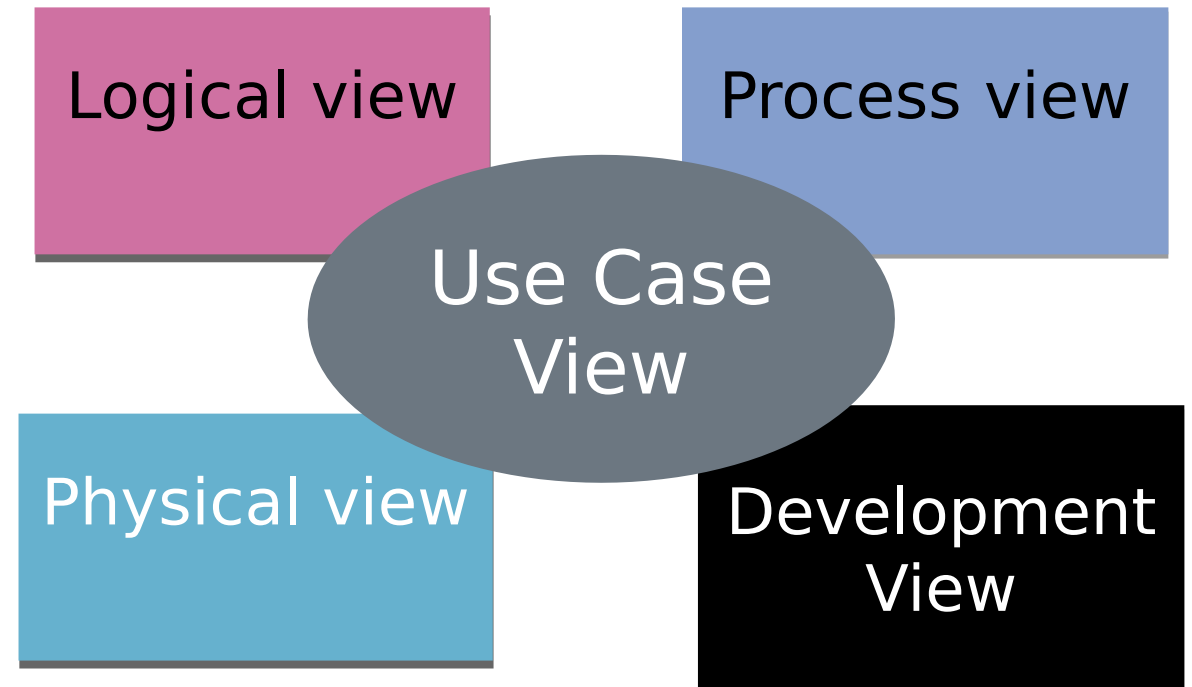 Logical view
Process view
Use Case
View
Physical view
Development
View